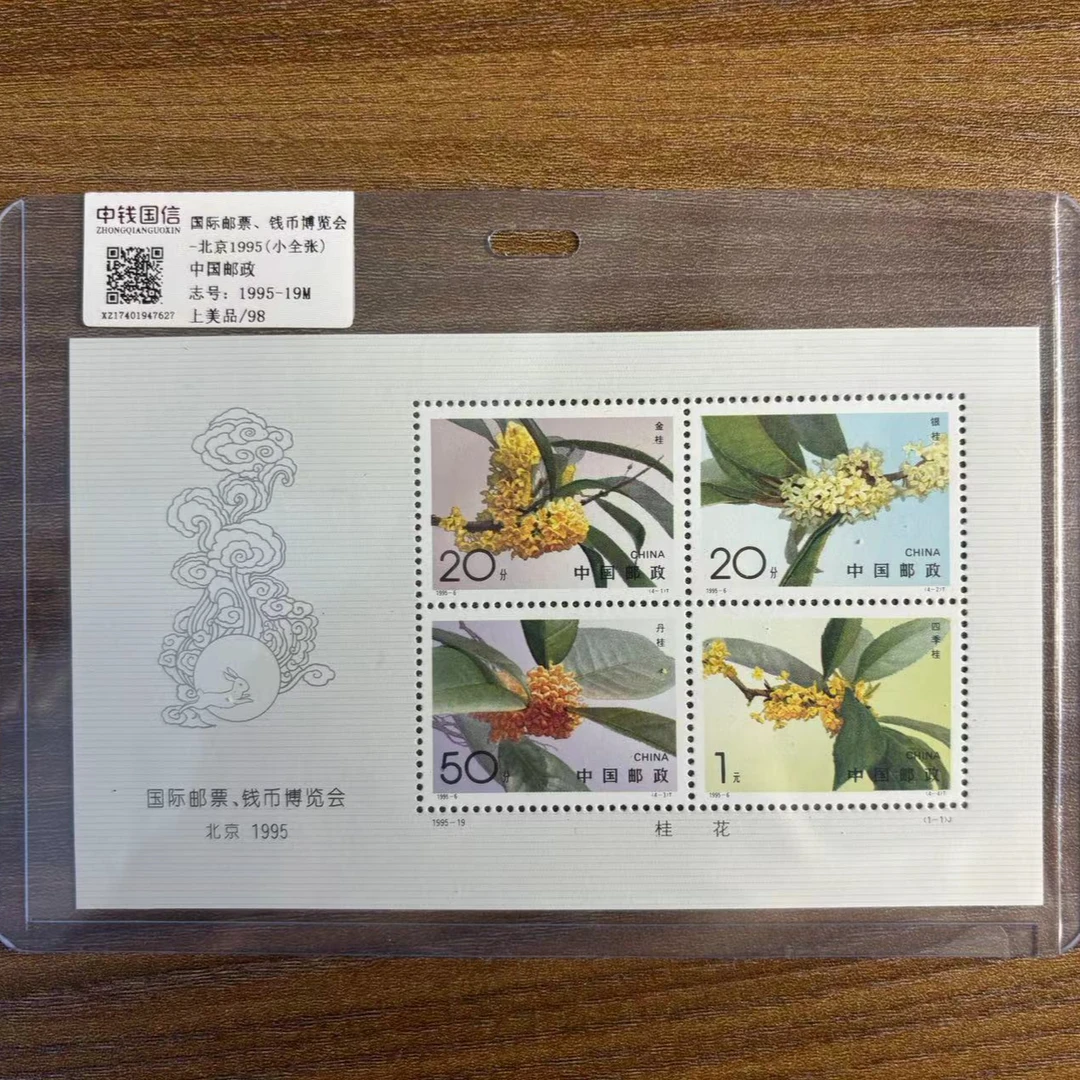 中钱国信
ZHONGQIANGUOXIN
XZ17401947627
国际邮票、钱币博览会
-北京1995(小全张)
中国邮政
志号：1995-19M
上美品/98
金桂
20分
CHINA
中国邮政
1995-6
(4-1)T
银桂
20分
CHINA
中国邮政
1995-6
(4-2)T
丹桂
50分
CHINA
中国邮政
1995-6
(4-3)T
四季桂
1元
CHINA
中国邮政
1995-6
(4-4)T
国际邮票、钱币博览会
北京 1995
1995-19
桂 花
(1-1)J